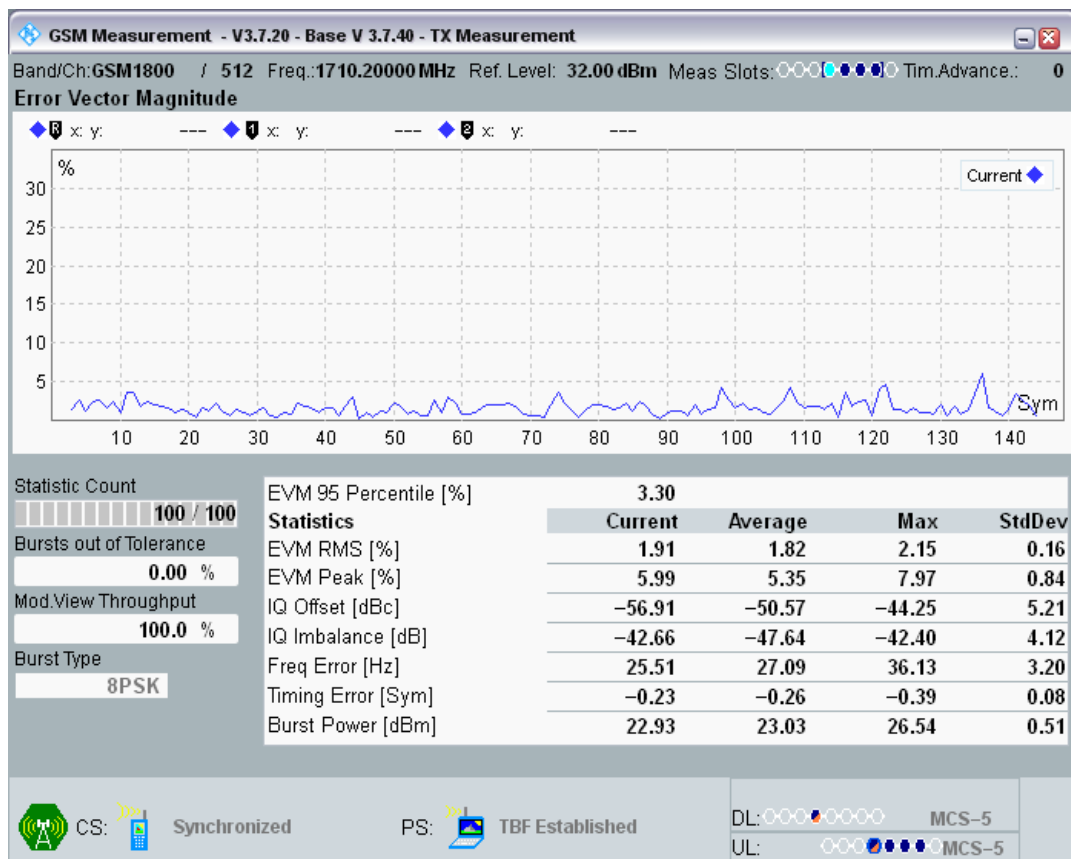 GSM Measurement - V3.7.20 - Base V 3.7.40 - TX Measurement
Band/Ch:GSM1800 / 512 Freq.:1710.20000 MHz Ref. Level: 32.00 dBm Meas Slots: Tim.Advance.: 0
Error Vector Magnitude
R x: y: --- 1 x: y: --- 2 x: y: ---
%
Current
30
25
20
15
10
5
Sym
10 20 30 40 50 60 70 80 90 100 110 120 130 140
Statistic Count
100 / 100
Bursts out of Tolerance
0.00 %
Mod.View Throughput
100.0 %
Burst Type
8PSK
EVM 95 Percentile [%] 3.30
Statistics Current Average Max StdDev
EVM RMS [%] 1.91 1.82 2.15 0.16
EVM Peak [%] 5.99 5.35 7.97 0.84
IQ Offset [dBc] −56.91 −50.57 −44.25 5.21
IQ Imbalance [dB] −42.66 −47.64 −42.40 4.12
Freq Error [Hz] 25.51 27.09 36.13 3.20
Timing Error [Sym] −0.23 −0.26 −0.39 0.08
Burst Power [dBm] 22.93 23.03 26.54 0.51
CS: Synchronized PS: TBF Established
DL: MCS−5
UL: MCS−5